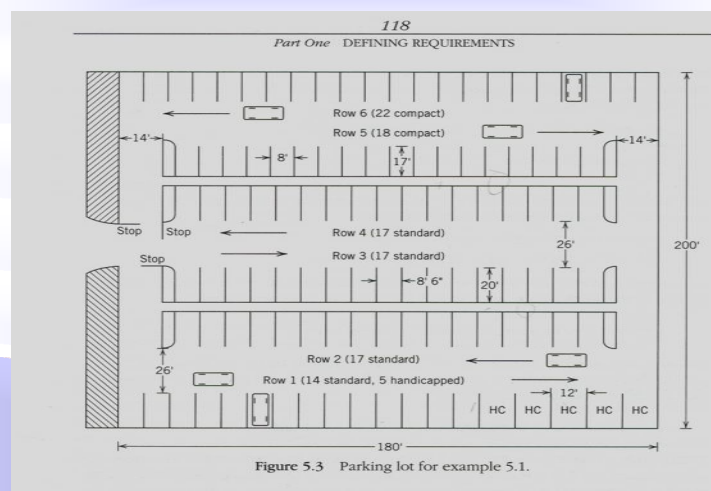 118
Part One DEFINING REQUIREMENTS
Row 6 (22 compact)
Row 5 (18 compact)
14'
14'
8'
17'
Stop
Stop
Row 4 (17 standard)
26'
200'
Stop
Row 3 (17 standard)
8' 6"
20'
Row 2 (17 standard)
26'
Row 1 (14 standard, 5 handicapped)
12'
HC HC HC HC HC
180'
Figure 5.3 Parking lot for example 5.1.